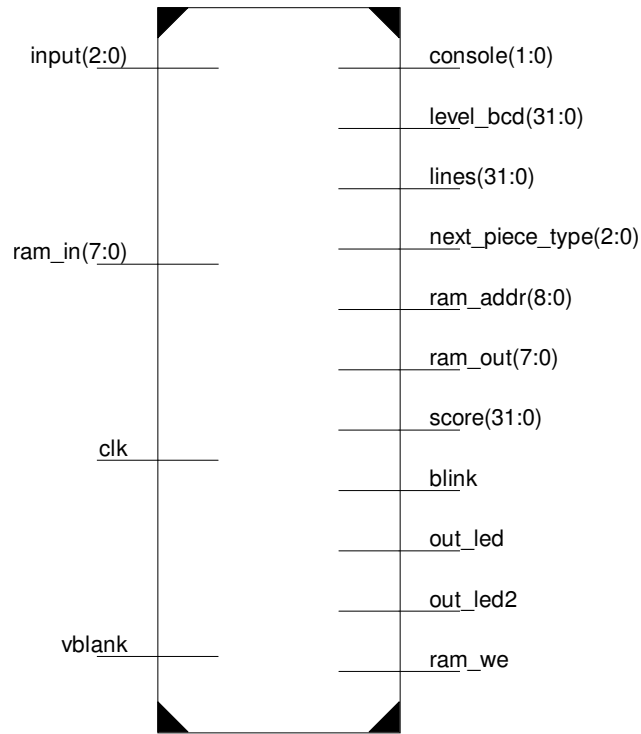 input(2:0)
ram_in(7:0)
clk
vblank
console(1:0)
level_bcd(31:0)
lines(31:0)
next_piece_type(2:0)
ram_addr(8:0)
ram_out(7:0)
score(31:0)
blink
out_led
out_led2
ram_we